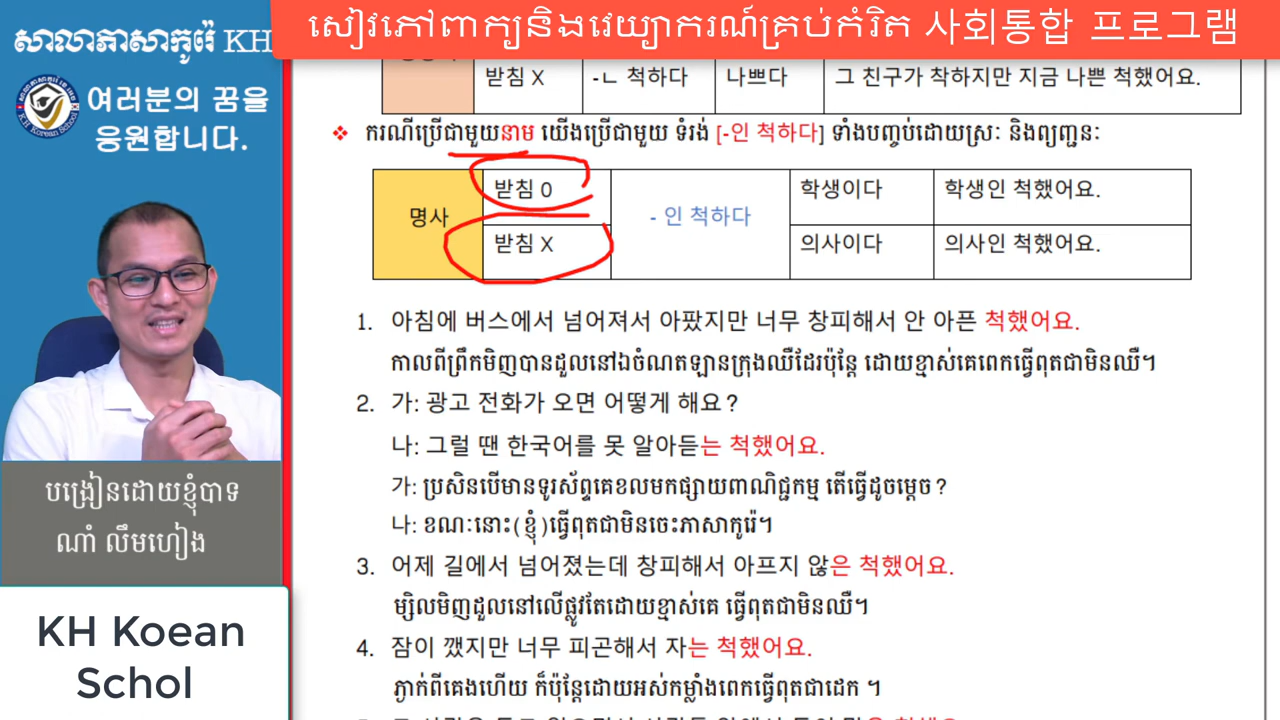 សៀវភៅពាក្យនិងវេយ្យាករណ៍គ្រប់កំរិត 사회통합 프로그램
សាលាភាសាកូរ៉េ KH
여러분의 꿈을
응원합니다.
받침 X -ㄴ 척하다 나쁘다 그 친구가 착하지만 지금 나쁜 척했어요.
❖ ករណីប្រើជាមួយនាម យើងប្រើជាមួយ ទំរង់ [-인 척하다] ទាំងបញ្ចប់ដោយស្រៈ និងព្យញ្ជនៈ
명사
받침 0
- 인 척하다
학생이다
학생인 척했어요.
받침 X
의사이다
의사인 척했어요.
1. 아침에 버스에서 넘어져서 아팠지만 너무 창피해서 안 아픈 척했어요.
កាលពីព្រឹកមិញបានដួលនៅឯចំណតឡានក្រុងឈឺដែរប៉ុន្តែ ដោយខ្មាស់គេពេកធ្វើពុតជាមិនឈឺ។
2. 가: 광고 전화가 오면 어떻게 해요?
나: 그럴 땐 한국어를 못 알아듣는 척했어요.
가: ប្រសិនបើមានទូរស័ព្ទគេខលមកផ្សាយពាណិជ្ជកម្ម តើធ្វើដូចម្ដេច?
나: ខណៈនោះ(ខ្ញុំ)ធ្វើពុតជាមិនចេះភាសាកូរ៉េ។
3. 어제 길에서 넘어졌는데 창피해서 아프지 않은 척했어요.
ម្សិលមិញដួលនៅលើផ្លូវតែដោយខ្មាស់គេ ធ្វើពុតជាមិនឈឺ។
4. 잠이 깼지만 너무 피곤해서 자는 척했어요.
ភ្ញាក់ពីគេងហើយ ក៏ប៉ុន្តែដោយអស់កម្លាំងពេកធ្វើពុតជាដេក ។
បង្រៀនដោយខ្ញុំបាទ
ណាំ លឹមហៀង
KH Koean
Schol